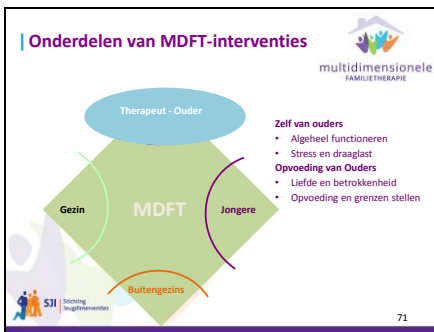 | Onderdelen van MDFT-interventies
multidimensionele
FAMILIETHERAPIE
Therapeut - Ouder
Zelf van ouders
• Algeheel functioneren
• Stress en draaglast
Opvoeding van Ouders
• Liefde en betrokkenheid
• Opvoeding en grenzen stellen
Gezin
MDFT
Jongere
Buitengezins
SJI | Stichting
Jeugdinterventies
71